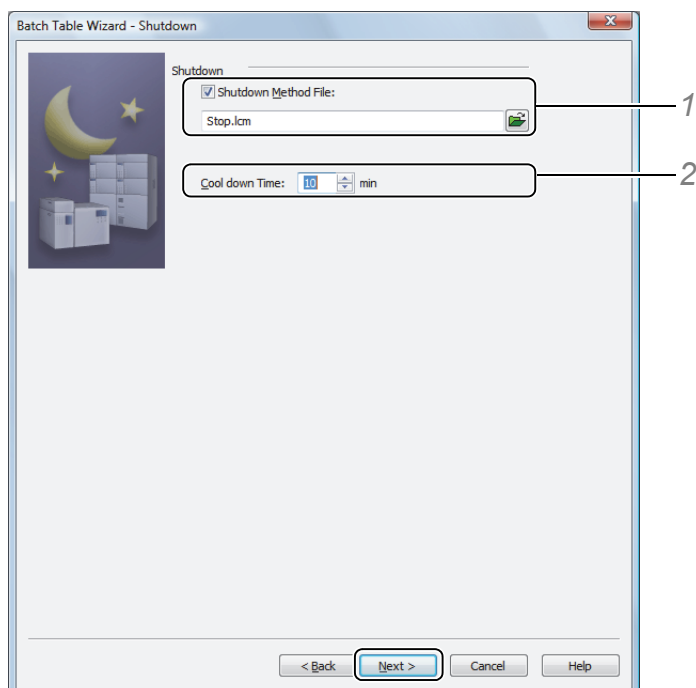 Batch Table Wizard - Shutdown
Shutdown
Shutdown Method File:
1
Stop.lcm
Cool down Time: 10 min
2
< Back Next > Cancel Help